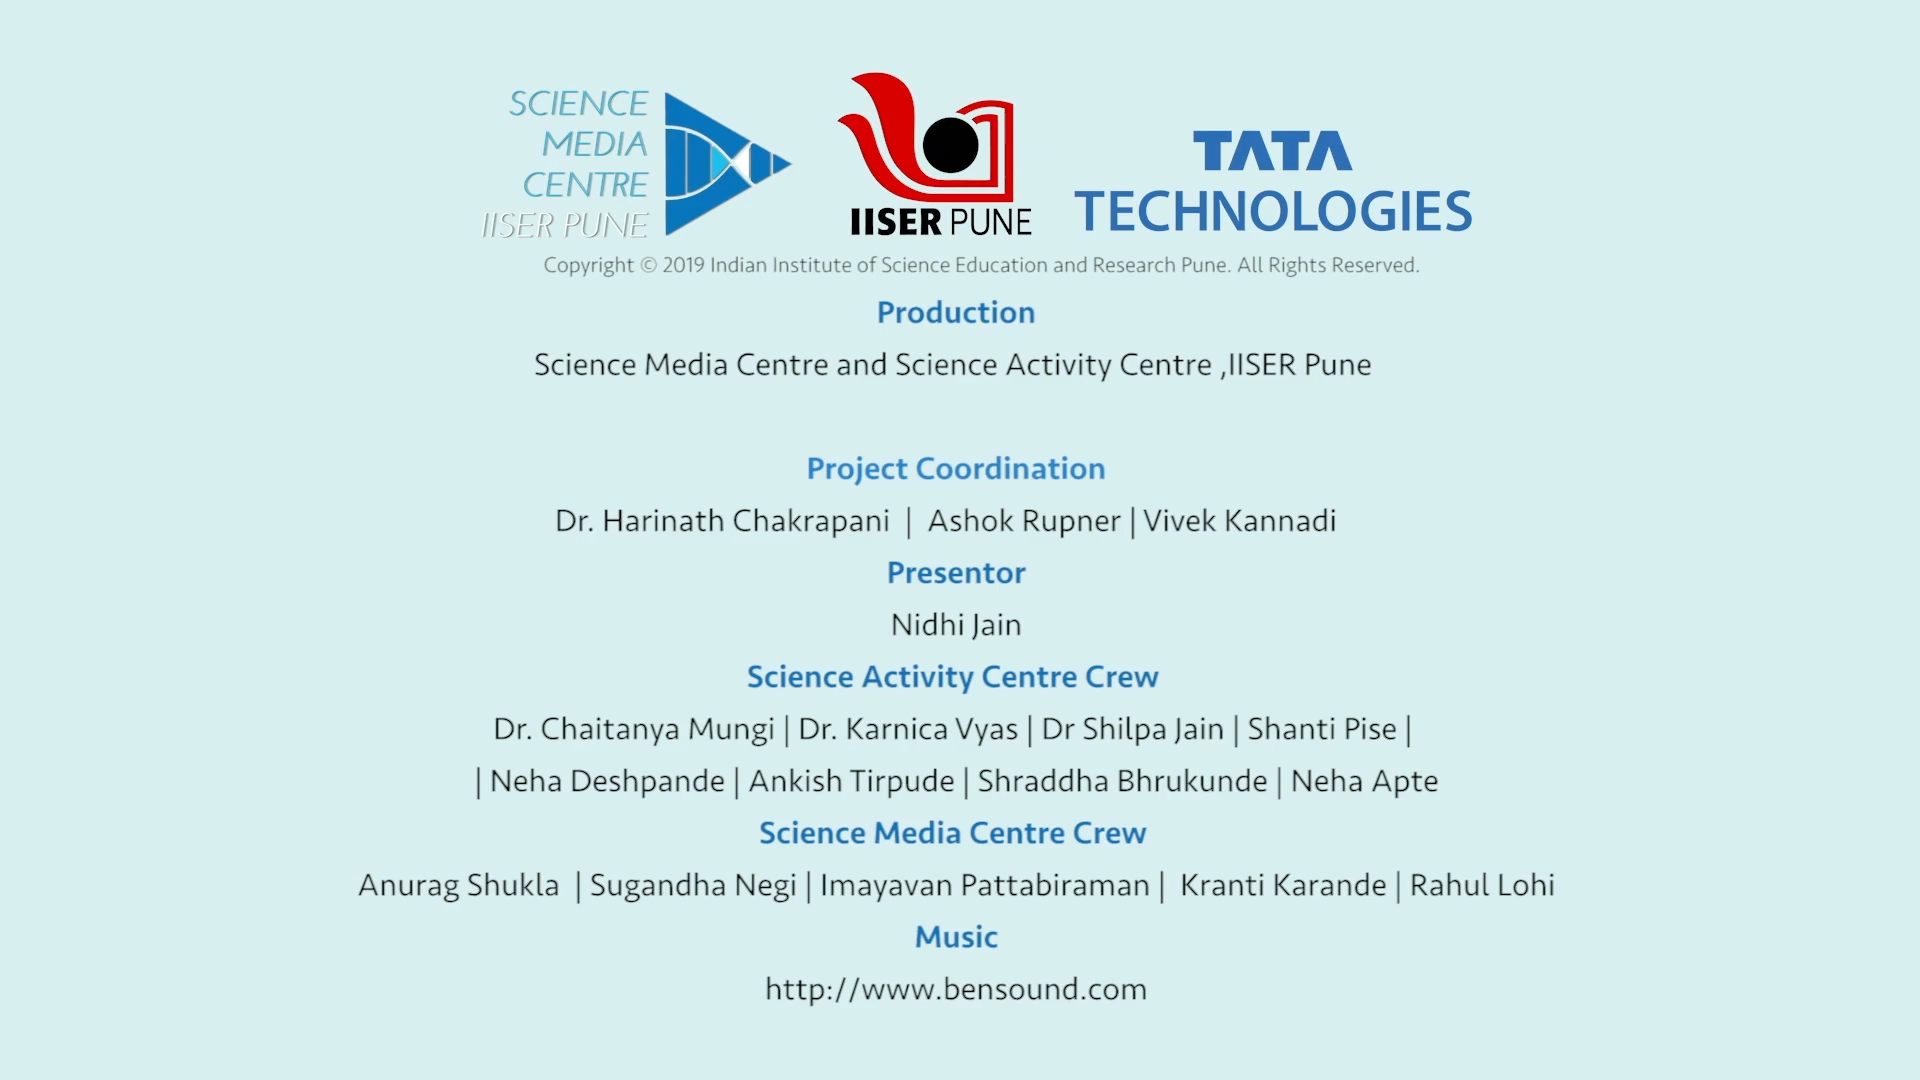 SCIENCE
MEDIA
CENTRE
IISER PUNE
IISER PUNE
TATA
TECHNOLOGIES
Copyright © 2019 Indian Institute of Science Education and Research Pune. All Rights Reserved.
Production
Science Media Centre and Science Activity Centre ,IISER Pune
Project Coordination
Dr. Harinath Chakrapani | Ashok Rupner | Vivek Kannadi
Presentor
Nidhi Jain
Science Activity Centre Crew
Dr. Chaitanya Mungi | Dr. Karnica Vyas | Dr Shilpa Jain | Shanti Pise |
| Neha Deshpande | Ankish Tirpude | Shraddha Bhrukunde | Neha Apte
Science Media Centre Crew
Anurag Shukla | Sugandha Negi | Imayavan Pattabiraman | Kranti Karande | Rahul Lohi
Music
http://www.bensound.com